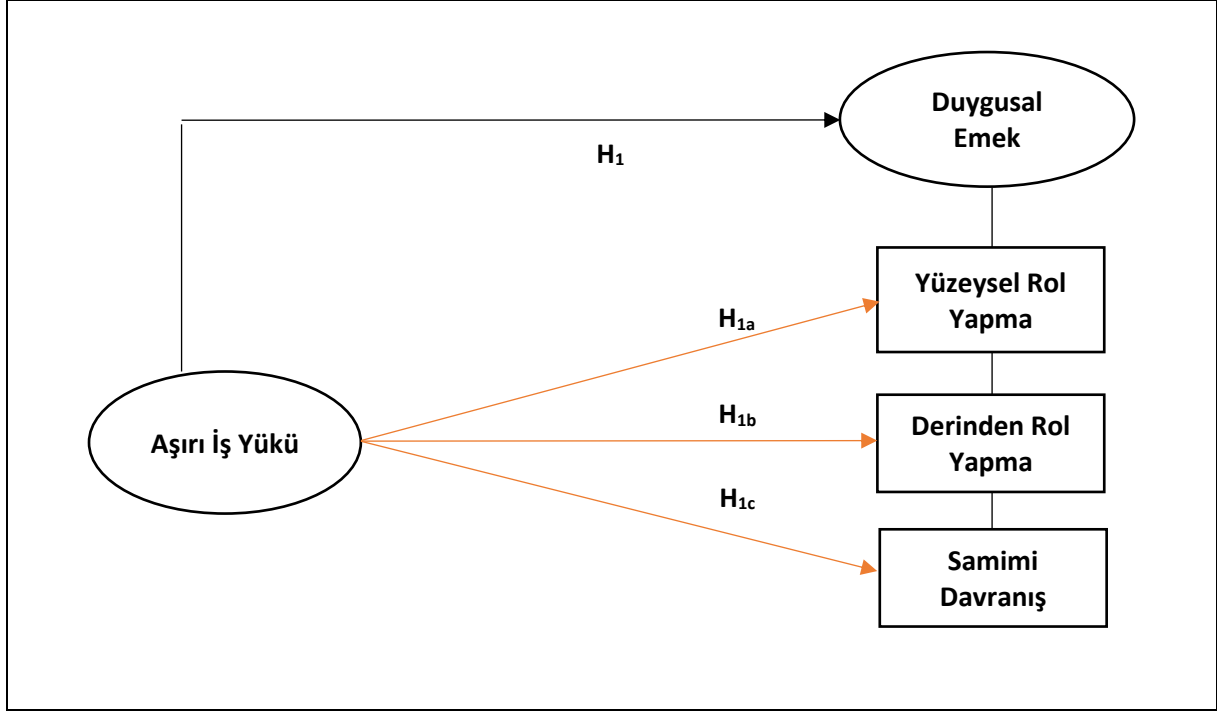 Duygusal
Emek
H₁
Yüzeysel Rol
Yapma
H₁ₐ
Derinden Rol
Yapma
H₁b
Aşırı İş Yükü
H₁c
Samimi
Davranış